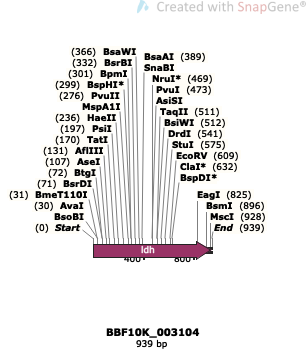 Created with SnapGene®
(366) BsaWI
(332) BsrBI
(301) BpmI
(299) BspHI*
(276) PvuII
MspA1I
(236) HaeII
(197) PsiI
(170) TatI
(131) AflIII
(107) AseI
(72) BtgI
(71) BsrDI
(31) BmeT110I
(30) AvaI
BsoBI
(0) Start
BsaAI (389)
SnaBI
NruI* (469)
PvuI (473)
AsiSI
TaqII (511)
BsiWI (512)
DrdI (541)
StuI (575)
EcoRV (609)
ClaI* (632)
BspDI*
EagI (825)
BsmI (896)
MscI (928)
End (939)
ldh
400
800
BBF10K_003104
939 bp